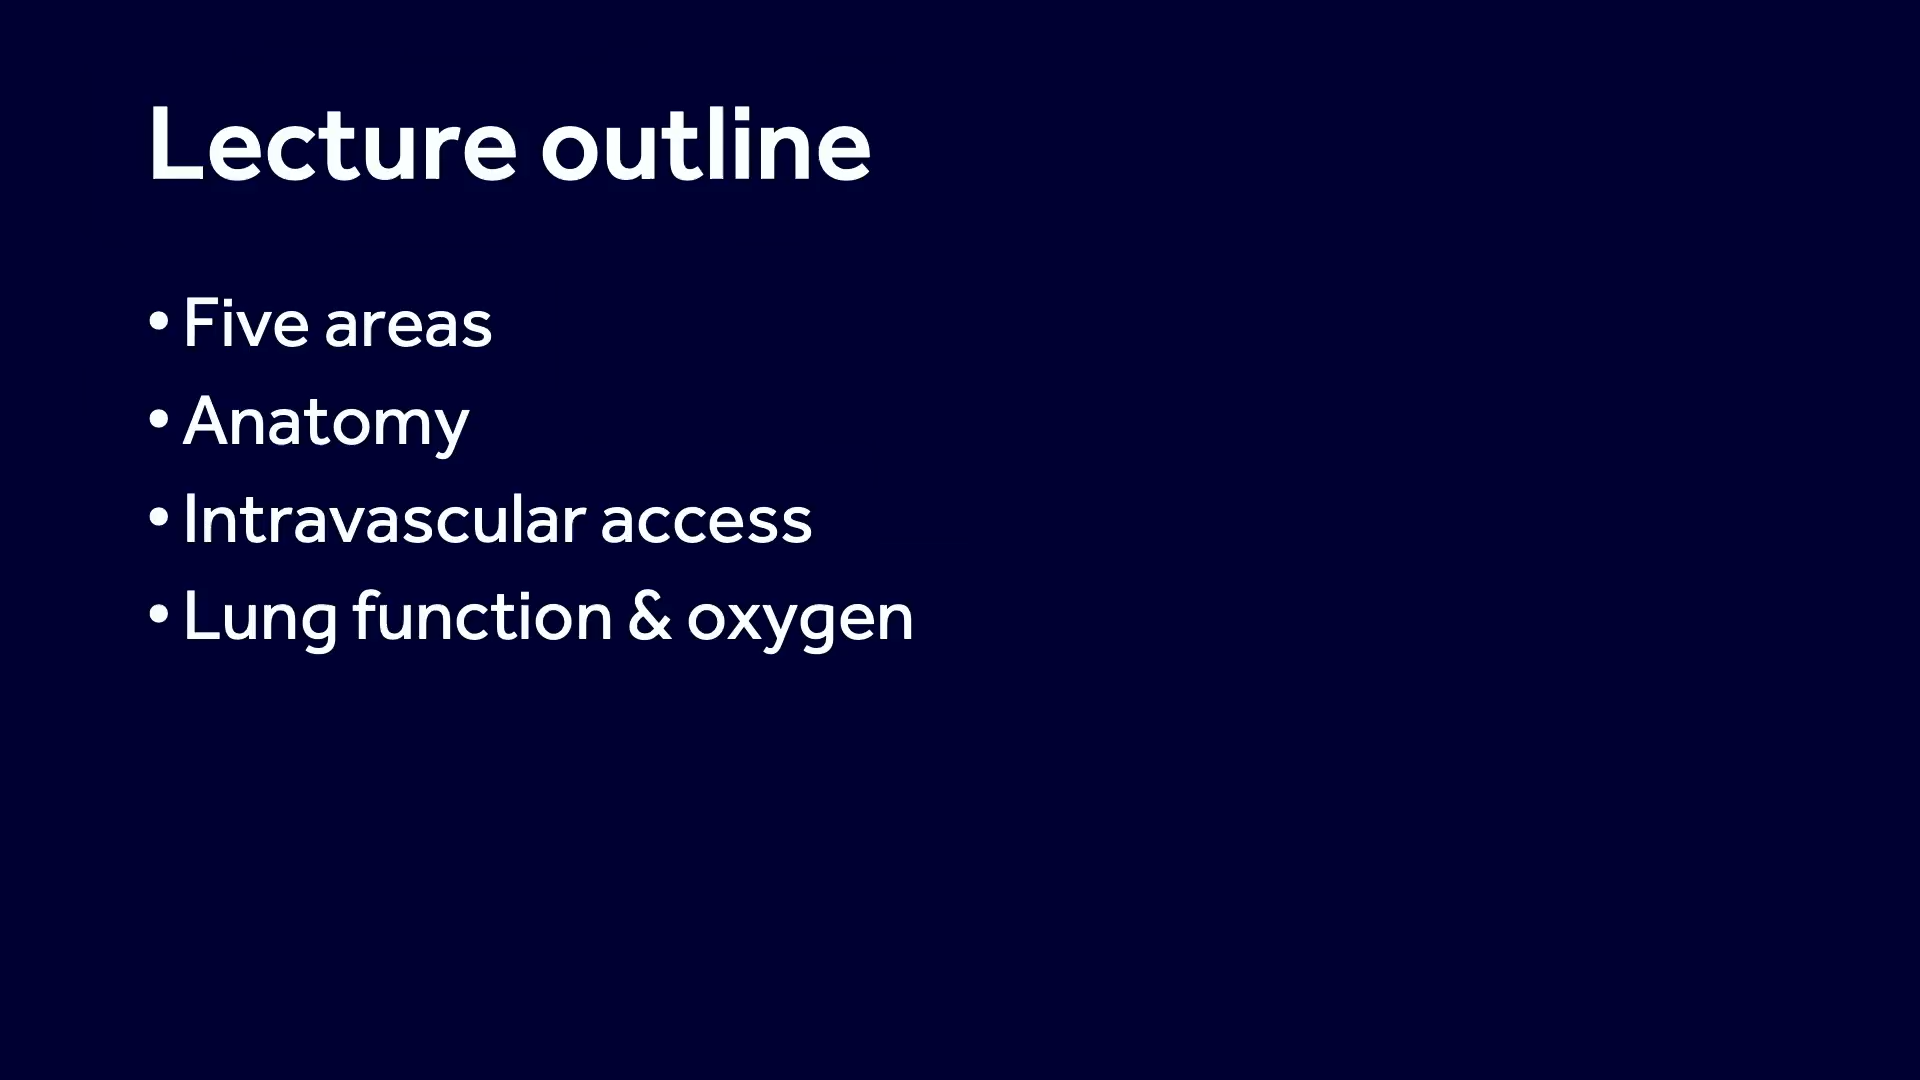 Lecture outline
• Five areas
• Anatomy
• Intravascular access
• Lung function & oxygen